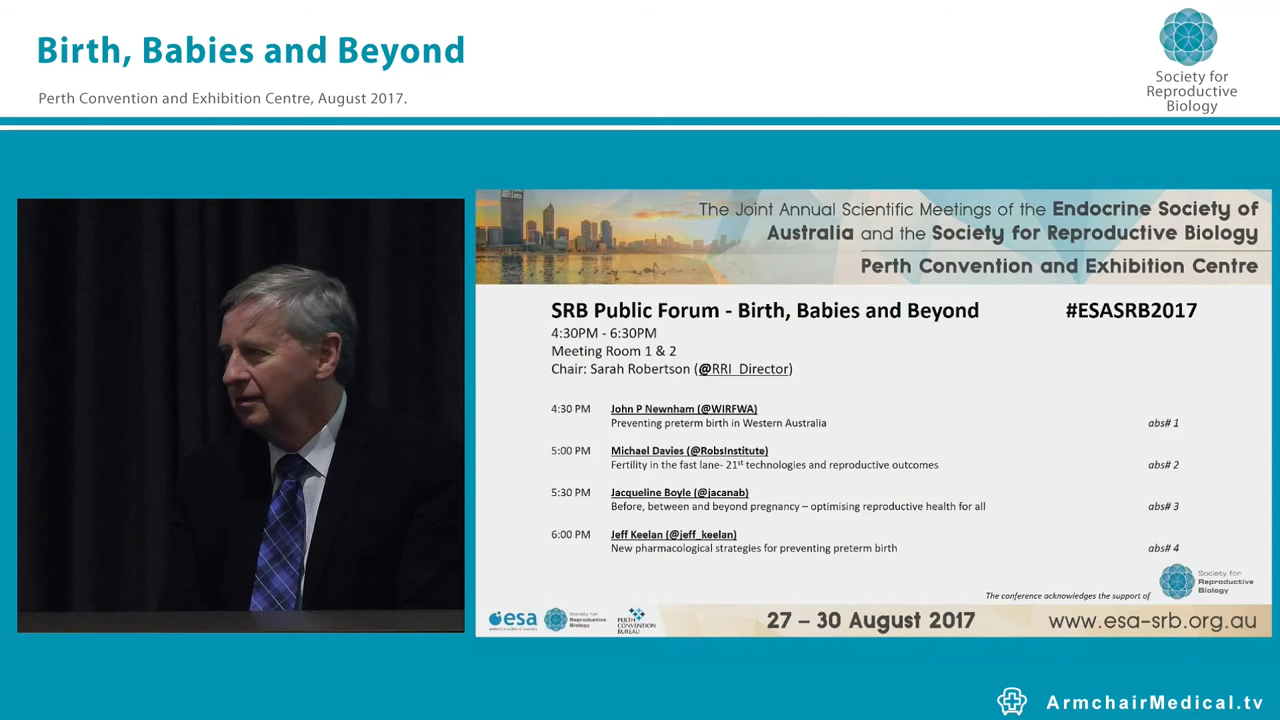 Birth, Babies and Beyond
Perth Convention and Exhibition Centre, August 2017.
Society for
Reproductive
Biology
The Joint Annual Scientific Meetings of the Endocrine Society of
Australia and the Society for Reproductive Biology
Perth Convention and Exhibition Centre
SRB Public Forum - Birth, Babies and Beyond #ESASRB2017
4:30PM - 6:30PM
Meeting Room 1 & 2
Chair: Sarah Robertson (@RRI_Director)
4:30 PM John P Newnham (@WIRFWA)
Preventing preterm birth in Western Australia abs# 1
5:00 PM Michael Davies (@RobsInstitute)
Fertility in the fast lane- 21st technologies and reproductive outcomes abs# 2
5:30 PM Jacqueline Boyle (@jacanab)
Before, between and beyond pregnancy – optimising reproductive health for all abs# 3
6:00 PM Jeff Keelan (@jeff_keelan)
New pharmacological strategies for preventing preterm birth abs# 4
The conference acknowledges the support of
Society for
Reproductive
Biology
esa
Society for
Reproductive
Biology
PERTH
CONVENTION
BUREAU
27 – 30 August 2017
www.esa-srb.org.au
ArmchairMedical.tv